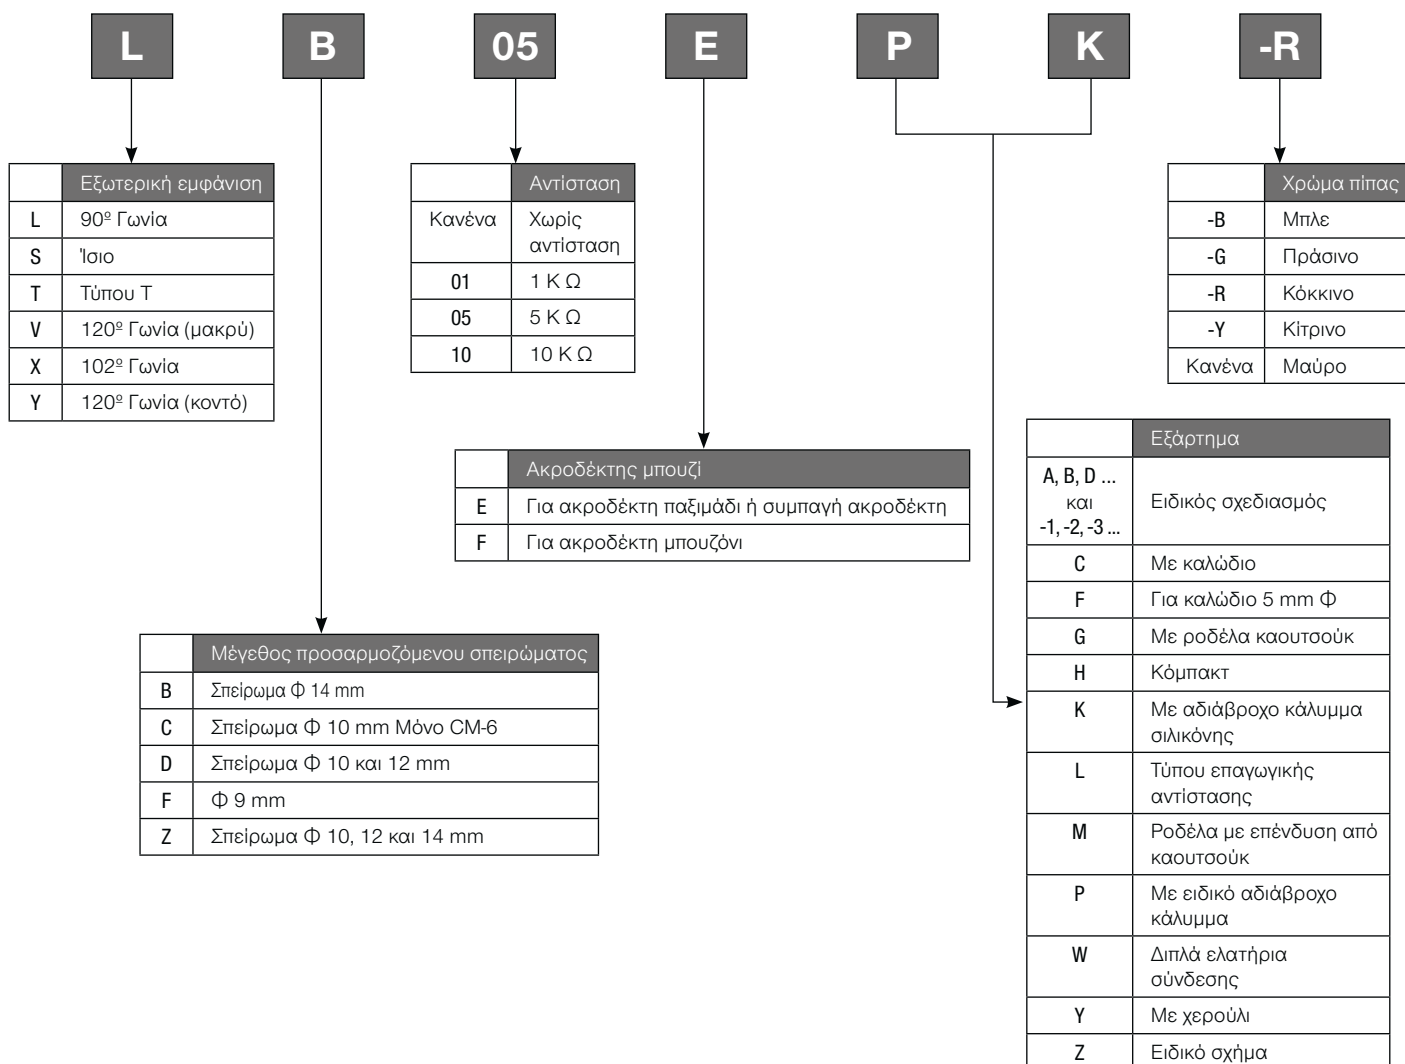 L B 05 E P K -R
Εξωτερική εμφάνιση
L 90º Γωνία
S Ίσιο
T Τύπου Τ
V 120º Γωνία (μακρύ)
X 102º Γωνία
Y 120º Γωνία (κοντό)
Αντίσταση
Κανένα Χωρίς
αντίσταση
01 1 K Ω
05 5 K Ω
10 10 K Ω
Χρώμα πίπας
-B Μπλε
-G Πράσινο
-R Κόκκινο
-Y Κίτρινο
Κανένα Μαύρο
Ακροδέκτης μπουζί
E Για ακροδέκτη παξιμάδι ή συμπαγή ακροδέκτη
F Για ακροδέκτη μπουζόνι
Μέγεθος προσαρμοζόμενου σπειρώματος
B Σπείρωμα Φ 14 mm
C Σπείρωμα Φ 10 mm Μόνο CM-6
D Σπείρωμα Φ 10 και 12 mm
F Φ 9 mm
Z Σπείρωμα Φ 10, 12 και 14 mm
Εξάρτημα
A, B, D ...
και
-1, -2, -3 ...
Ειδικός σχεδιασμός
C Με καλώδιο
F Για καλώδιο 5 mm Φ
G Με ροδέλα καουτσούκ
H Κόμπακτ
K Με αδιάβροχο κάλυμμα
σιλικόνης
L Τύπου επαγωγικής
αντίστασης
M Ροδέλα με επένδυση από
καουτσούκ
P Με ειδικό αδιάβροχο
κάλυμμα
W Διπλά ελατήρια
σύνδεσης
Y Με χερούλι
Z Ειδικό σχήμα